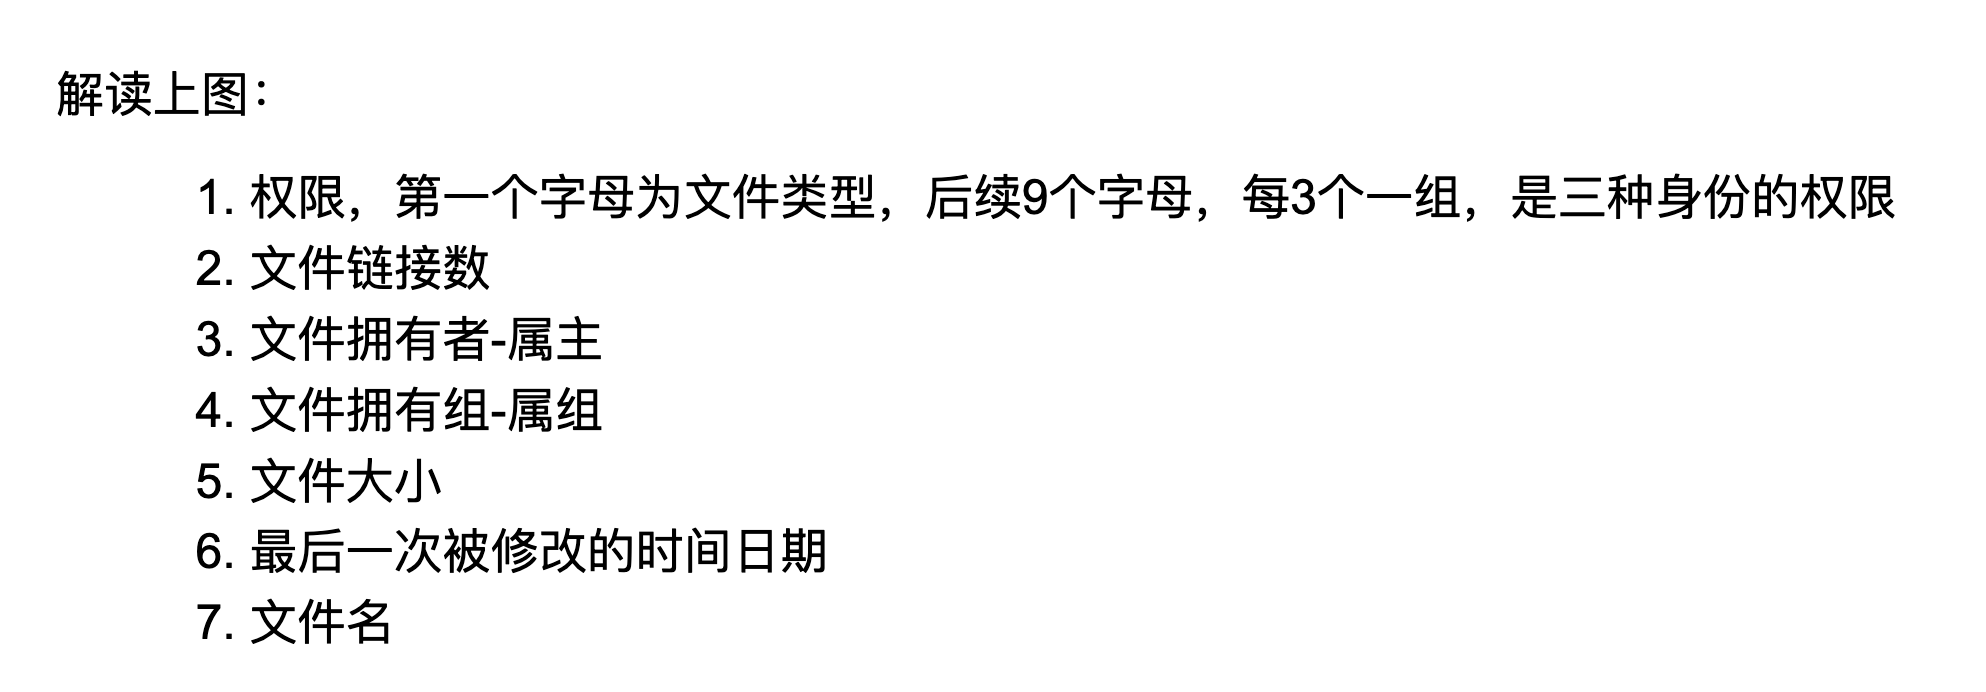 解读上图：
1. 权限，第一个字母为文件类型，后续9个字母，每3个一组，是三种身份的权限
2. 文件链接数
3. 文件拥有者-属主
4. 文件拥有组-属组
5. 文件大小
6. 最后一次被修改的时间日期
7. 文件名